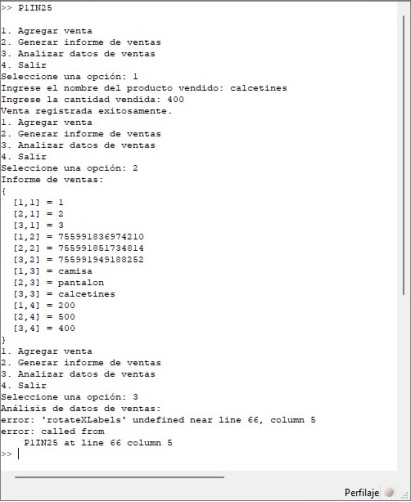 >> P1IN25
1. Agregar venta
2. Generar informe de ventas
3. Analizar datos de ventas
4. Salir
Seleccione una opción: 1
Ingrese el nombre del producto vendido: calcetines
Ingrese la cantidad vendida: 400
Venta registrada exitosamente.
1. Agregar venta
2. Generar informe de ventas
3. Analizar datos de ventas
4. Salir
Seleccione una opción: 2
Informe de ventas:
{
[1,1] = 1
[2,1] = 2
[3,1] = 3
[1,2] = 755991836974210
[2,2] = 755991851734814
[3,2] = 755991949188252
[1,3] = camisa
[2,3] = pantalon
[3,3] = calcetines
[1,4] = 200
[2,4] = 500
[3,4] = 400
}
1. Agregar venta
2. Generar informe de ventas
3. Analizar datos de ventas
4. Salir
Seleccione una opción: 3
Análisis de datos de ventas:
error: 'rotateXLabels' undefined near line 66, column 5
error: called from
P1IN25 at line 66 column 5
>>
Perfilaje